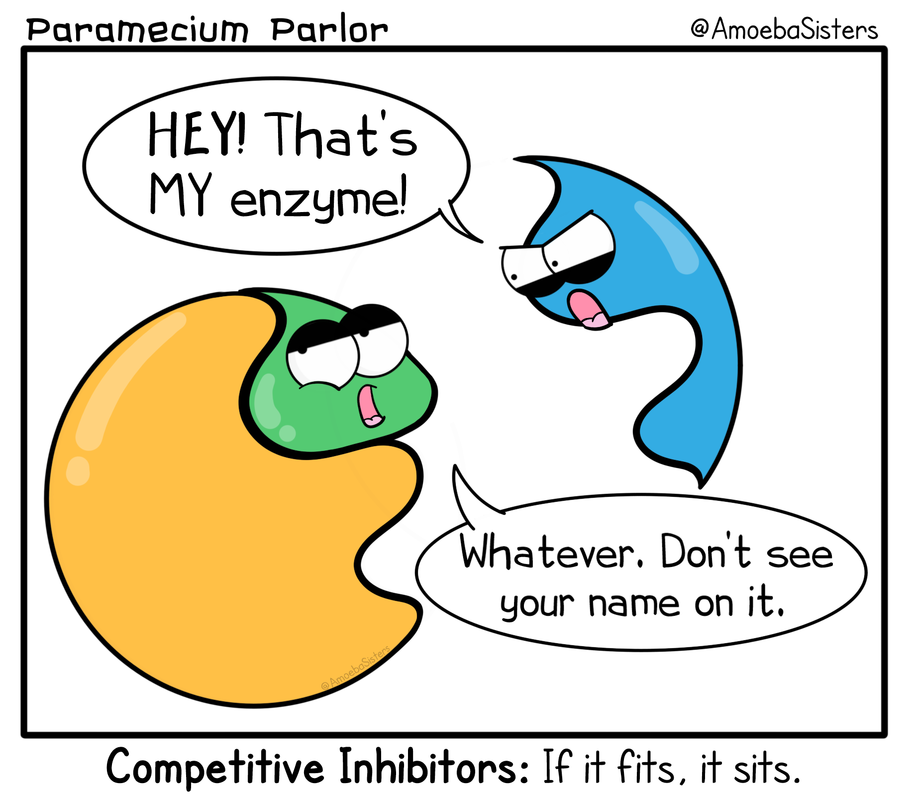 Paramecium Parlor
@AmoebaSisters
HEY! That's
MY enzyme!
Whatever. Don't see
your name on it.
@AmoebaSisters
Competitive Inhibitors: If it fits, it sits.